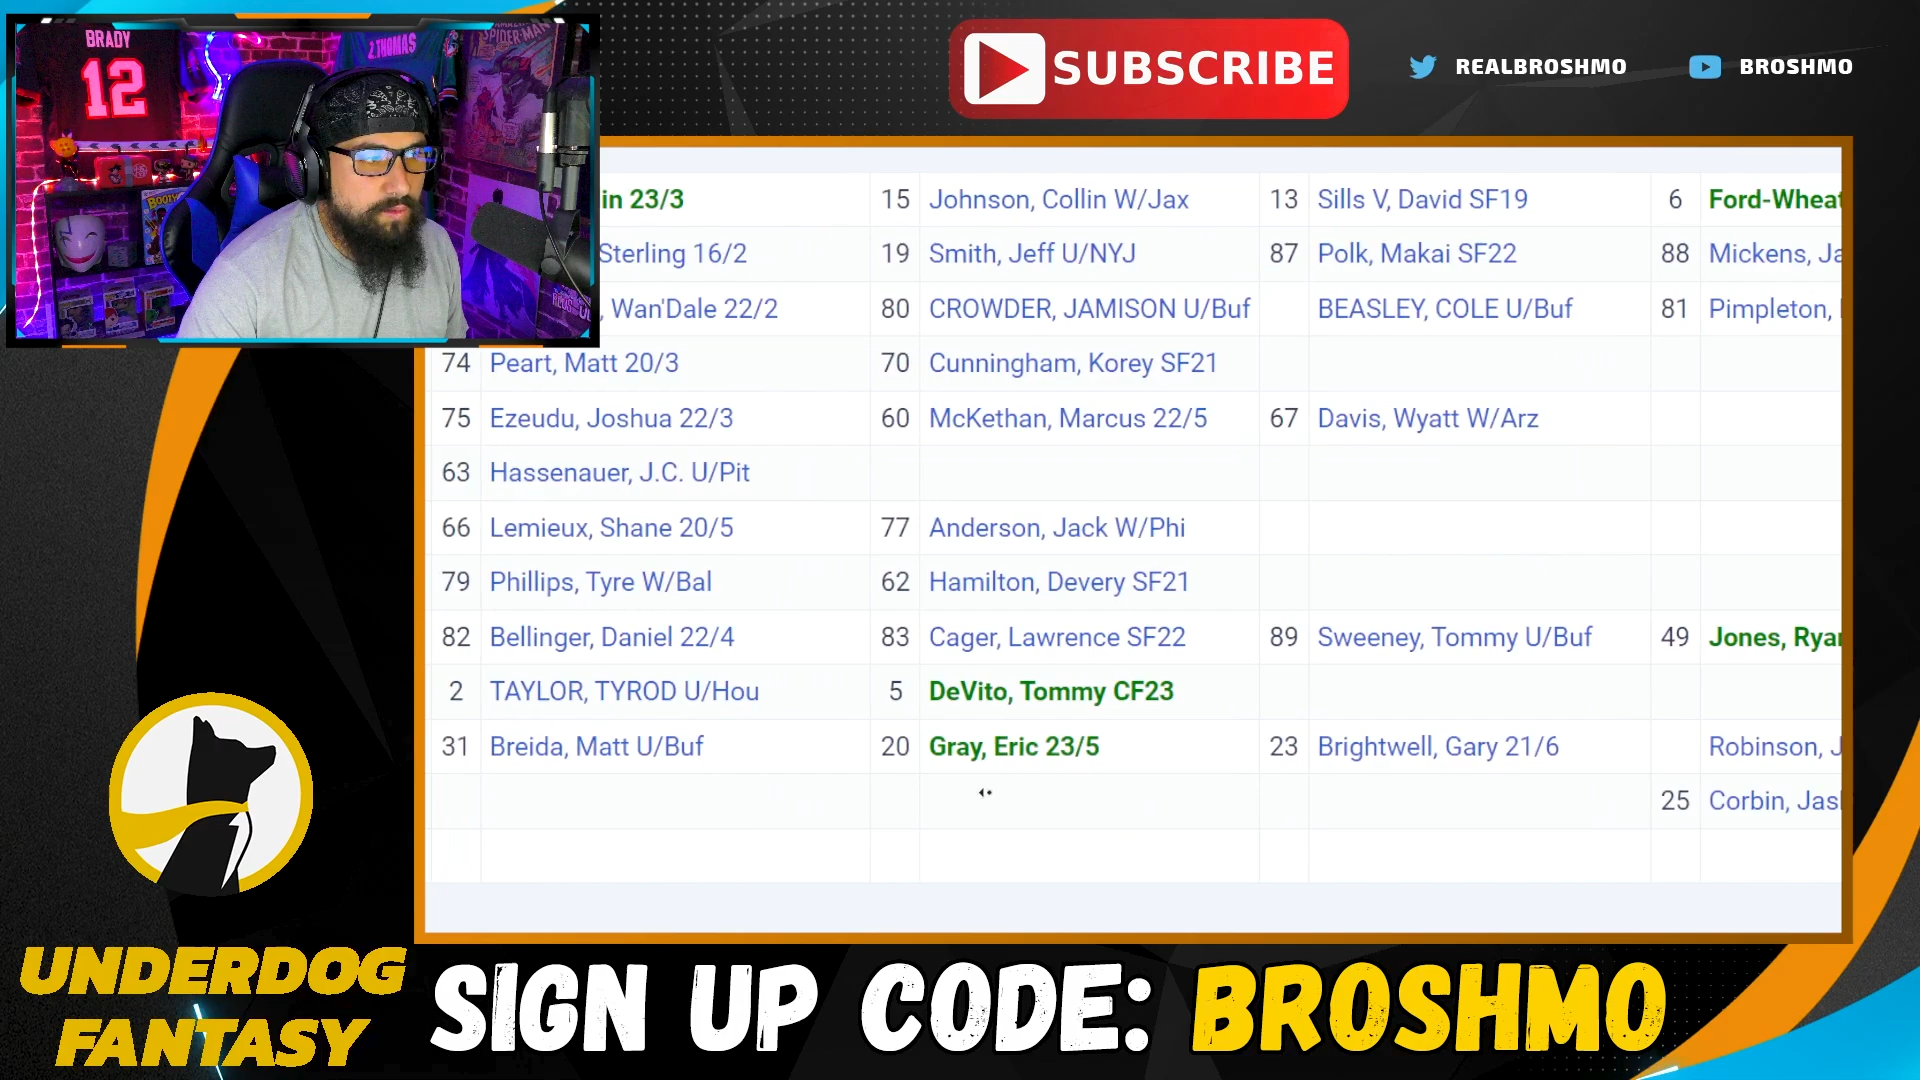 BRADY
12
J.THOMAS
SPIDER-MAN
SUBSCRIBE
REALBROSHMO
BROSHMO
in 23/3 15 Johnson, Collin W/Jax 13 Sills V, David SF19 6 Ford-Wheat
Sterling 16/2 19 Smith, Jeff U/NYJ 87 Polk, Makai SF22 88 Mickens, Ja
, Wan'Dale 22/2 80 CROWDER, JAMISON U/Buf BEASLEY, COLE U/Buf 81 Pimpleton,
74 Peart, Matt 20/3 70 Cunningham, Korey SF21
75 Ezeudu, Joshua 22/3 60 McKethan, Marcus 22/5 67 Davis, Wyatt W/Arz
63 Hassenauer, J.C. U/Pit
66 Lemieux, Shane 20/5 77 Anderson, Jack W/Phi
79 Phillips, Tyre W/Bal 62 Hamilton, Devery SF21
82 Bellinger, Daniel 22/4 83 Cager, Lawrence SF22 89 Sweeney, Tommy U/Buf 49 Jones, Ryan
2 TAYLOR, TYROD U/Hou 5 DeVito, Tommy CF23
31 Breida, Matt U/Buf 20 Gray, Eric 23/5 23 Brightwell, Gary 21/6 Robinson, J
25 Corbin, Jas
UNDERDOG
FANTASY
SIGN UP CODE: BROSHMO